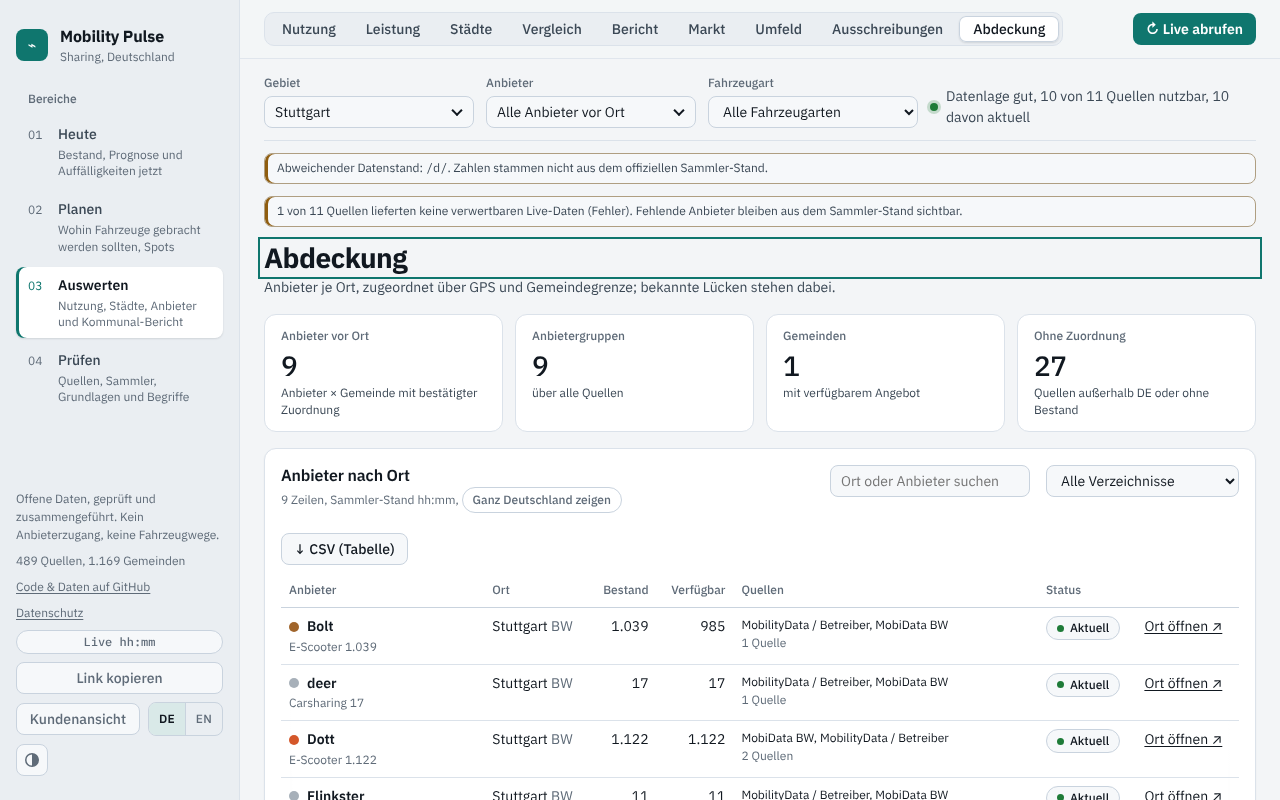 Mobility Pulse
Sharing, Deutschland
Bereiche
01 Heute
Bestand, Prognose und
Auffälligkeiten jetzt
02 Planen
Wohin Fahrzeuge gebracht
werden sollten, Spots
03 Auswerten
Nutzung, Städte, Anbieter
und Kommunal-Bericht
04 Prüfen
Quellen, Sammler,
Grundlagen und Begriffe
Offene Daten, geprüft und
zusammengeführt. Kein
Anbieterzugang, keine Fahrzeugwege.
489 Quellen, 1.169 Gemeinden
Code & Daten auf GitHub
Datenschutz
Live hh:mm
Link kopieren
Kundenansicht DE EN
Nutzung Leistung Städte Vergleich Bericht Markt Umfeld Ausschreibungen Abdeckung
↻ Live abrufen
Gebiet Anbieter Fahrzeugart
Stuttgart Alle Anbieter vor Ort Alle Fahrzeugarten
Datenlage gut, 10 von 11 Quellen nutzbar, 10
davon aktuell
Abweichender Datenstand: /d/. Zahlen stammen nicht aus dem offiziellen Sammler-Stand.
1 von 11 Quellen lieferten keine verwertbaren Live-Daten (Fehler). Fehlende Anbieter bleiben aus dem Sammler-Stand sichtbar.
Abdeckung
Anbieter je Ort, zugeordnet über GPS und Gemeindegrenze; bekannte Lücken stehen dabei.
Anbieter vor Ort
9
Anbieter × Gemeinde mit bestätigter
Zuordnung
Anbietergruppen
9
über alle Quellen
Gemeinden
1
mit verfügbarem Angebot
Ohne Zuordnung
27
Quellen außerhalb DE oder ohne
Bestand
Anbieter nach Ort
9 Zeilen, Sammler-Stand hh:mm, Ganz Deutschland zeigen
Ort oder Anbieter suchen Alle Verzeichnisse
↓ CSV (Tabelle)
Anbieter Ort Bestand Verfügbar Quellen Status
Bolt Stuttgart BW 1.039 985 MobilityData / Betreiber, MobiData BW Aktuell Ort öffnen ↗
E-Scooter 1.039 1 Quelle
deer Stuttgart BW 17 17 MobilityData / Betreiber, MobiData BW Aktuell Ort öffnen ↗
Carsharing 17 1 Quelle
Dott Stuttgart BW 1.122 1.122 MobiData BW, MobilityData / Betreiber Aktuell Ort öffnen ↗
E-Scooter 1.122 2 Quellen
Flinkster Stuttgart BW 11 11 MobilityData / Betreiber, MobiData BW Aktuell Ort öffnen ↗